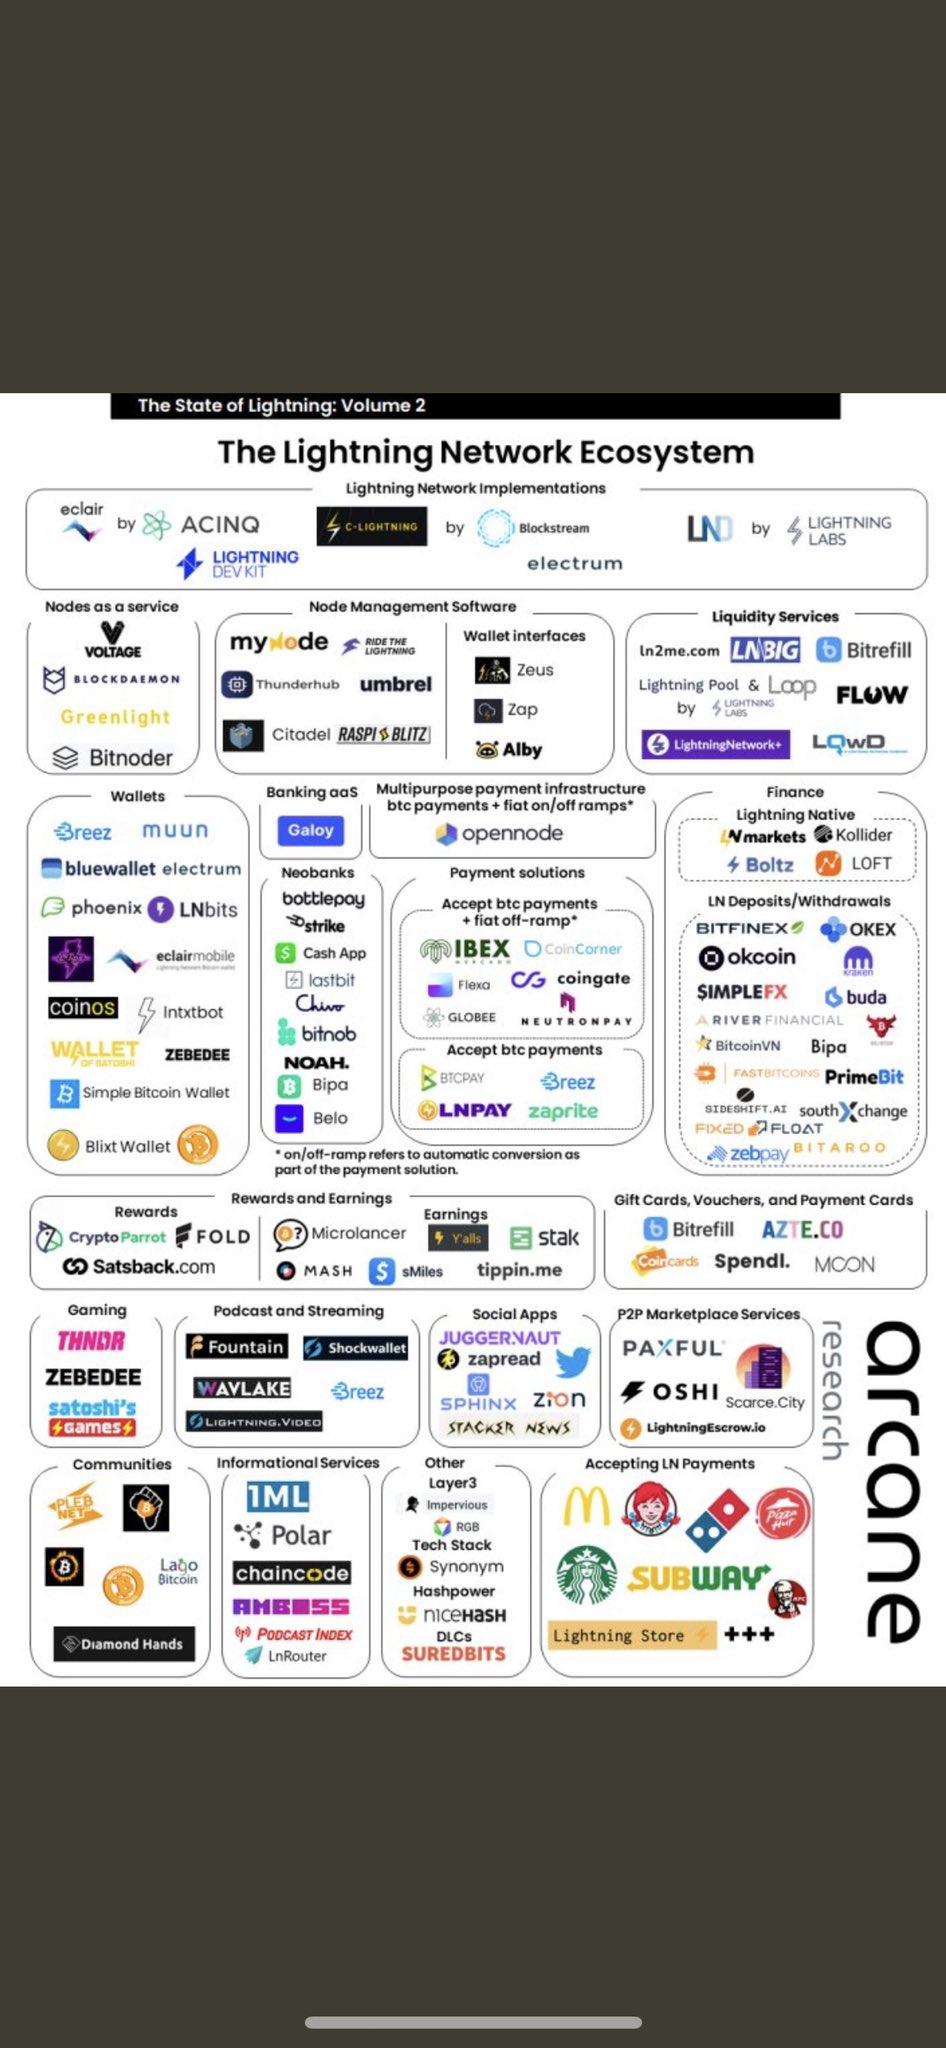 The State of Lightning: Volume 2
The Lightning Network Ecosystem
Lightning Network Implementations
eclair by ACINQ
C-LIGHTNING by Blockstream
LND by LIGHTNING LABS
LIGHTNING DEV KIT
electrum
Nodes as a service
VOLTAGE
BLOCKDAEMON
Greenlight
Bitnoder
Node Management Software
mynode
RIDE THE LIGHTNING
Thunderhub
umbrel
Citadel
RASPIBLITZ
Wallet interfaces
Zeus
Zap
Alby
Liquidity Services
ln2me.com
LNBIG
Bitrefill
Lightning Pool & Loop
by LIGHTNING LABS
FLOW
LightningNetwork+
LQwD
Wallets
Breez
muun
bluewallet
electrum
phoenix
LNbits
eclairmobile
Lightning Network Bitcoin wallet
coinos
lntxtbot
WALLET OF SATOSHI
ZEBEDEE
Simple Bitcoin Wallet
Blixt Wallet
Banking aaS
Galoy
Multipurpose payment infrastructure
btc payments + fiat on/off ramps*
opennode
Neobanks
bottlepay
strike
Cash App
lastbit
Chivo
bitnob
NOAH.
Bipa
Belo
Payment solutions
Accept btc payments
+ fiat off-ramp*
IBEX
MERCADO
CoinCorner
Flexa
coingate
GLOBEE
NEUTRONPAY
Accept btc payments
BTCPAY
Breez
LNPAY
zaprite
* on/off-ramp refers to automatic conversion as
part of the payment solution.
Finance
Lightning Native
LNmarkets
Kollider
Boltz
LOFT
LN Deposits/Withdrawals
BITFINEX
OKEX
okcoin
kraken
$IMPLEFX
buda
RIVER FINANCIAL
BitcoinVN
Bipa
FASTBITCOINS
PrimeBit
SIDESHIFT.AI
southXchange
FIXED FLOAT
zebpay
BITAROO
Rewards and Earnings
Rewards
CryptoParrot
FOLD
Satsback.com
Earnings
Microlancer
Y'alls
stak
MASH
sMiles
tippin.me
Gift Cards, Vouchers, and Payment Cards
Bitrefill
AZTE.CO
Coincards
Spendl.
MOON
Gaming
THNDR
ZEBEDEE
satoshi's
Games
Podcast and Streaming
Fountain
Shockwallet
WAVLAKE
Breez
LIGHTNING.VIDEO
Social Apps
JUGGERNAUT
zapread
SPHINX
zion
STACKER NEWS
P2P Marketplace Services
PAXFUL
OSHI
Scarce.City
LightningEscrow.io
arcane
research
Communities
PLEB
NET
Lago
Bitcoin
Diamond Hands
Informational Services
1ML
Polar
chaincode
AMBOSS
PODCAST INDEX
LnRouter
Other
Layer3
Impervious
RGB
Tech Stack
Synonym
Hashpower
NICEHASH
DLCs
SUREDBITS
Accepting LN Payments
Pizza
Hut
SUBWAY
KFC
Lightning Store
+++